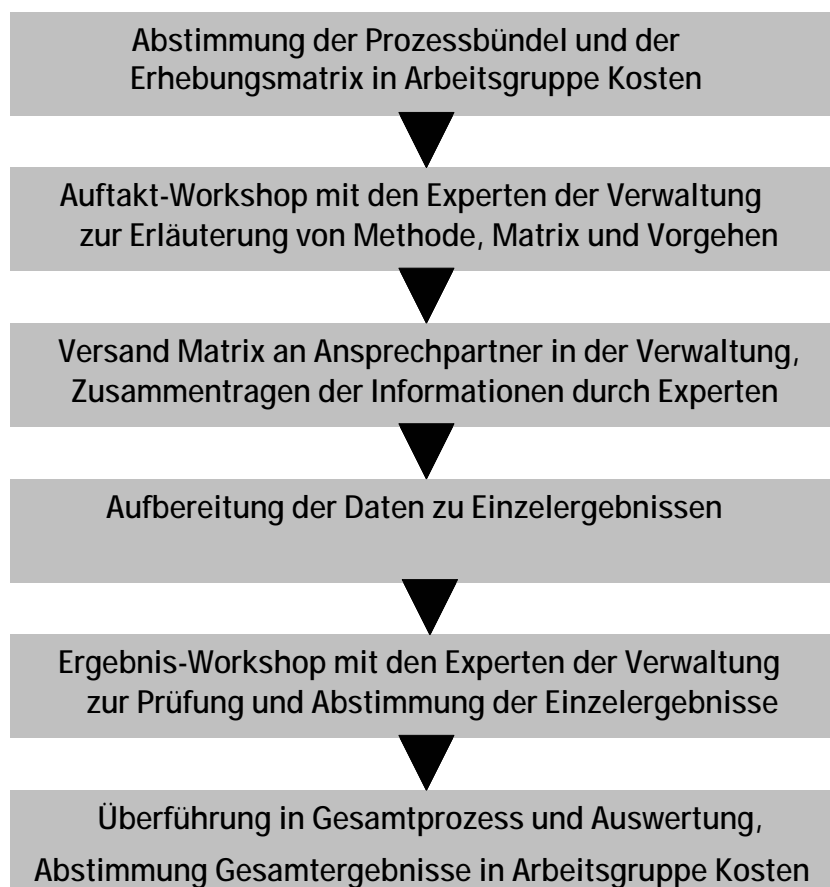 Abstimmung der Prozessbündel und der
Erhebungsmatrix in Arbeitsgruppe Kosten
Auftakt-Workshop mit den Experten der Verwaltung
zur Erläuterung von Methode, Matrix und Vorgehen
Versand Matrix an Ansprechpartner in der Verwaltung,
Zusammentragen der Informationen durch Experten
Aufbereitung der Daten zu Einzelergebnissen
Ergebnis-Workshop mit den Experten der Verwaltung
zur Prüfung und Abstimmung der Einzelergebnisse
Überführung in Gesamtprozess und Auswertung,
Abstimmung Gesamtergebnisse in Arbeitsgruppe Kosten